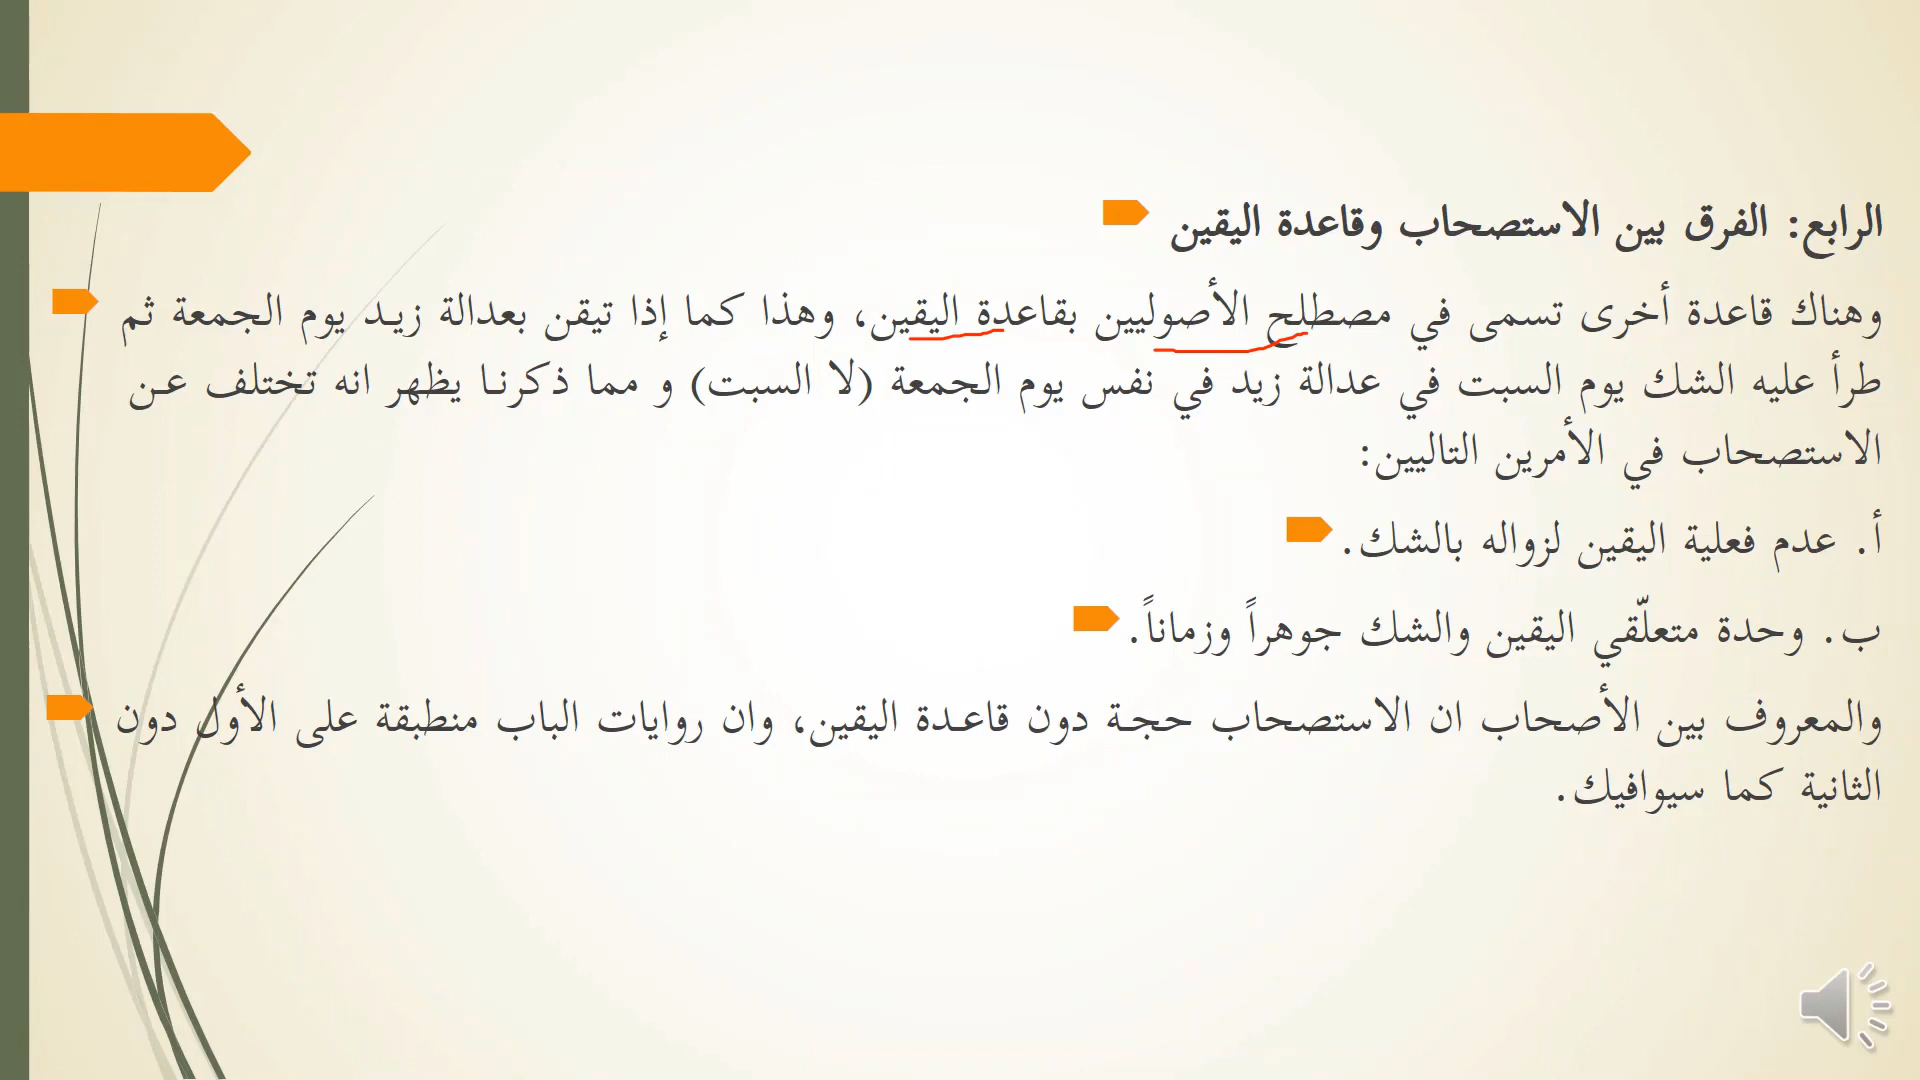 الرابع: الفرق بين الاستصحاب وقاعدة اليقين
وهناك قاعدة أخرى تسمى في مصطلح الأصوليين بقاعدة اليقين، وهذا كما إذا تيقن بعدالة زيد يوم الجمعة ثم
طرأ عليه الشك يوم السبت في عدالة زيد في نفس يوم الجمعة (لا السبت) و مما ذكرنا يظهر انه تختلف عن
الاستصحاب في الأمرين التاليين:
أ. عدم فعلية اليقين لزواله بالشك.
ب. وحدة متعلّقي اليقين والشك جوهراً وزماناً.
والمعروف بين الأصحاب ان الاستصحاب حجة دون قاعدة اليقين، وان روايات الباب منطبقة على الأول دون
الثانية كما سيوافيك.